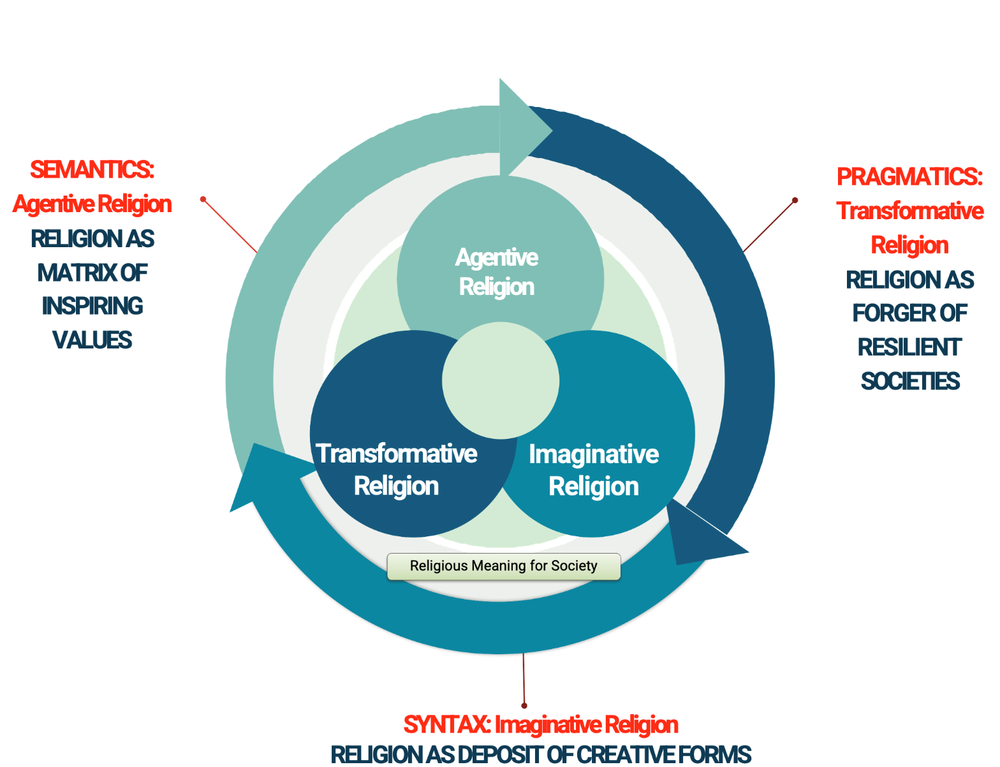 SEMANTICS:
Agentive Religion
RELIGION AS
MATRIX OF
INSPIRING
VALUES
PRAGMATICS:
Transformative
Religion
RELIGION AS
FORGER OF
RESILIENT
SOCIETIES
Agentive
Religion
Transformative
Religion
Imaginative
Religion
Religious Meaning for Society
SYNTAX: Imaginative Religion
RELIGION AS DEPOSIT OF CREATIVE FORMS